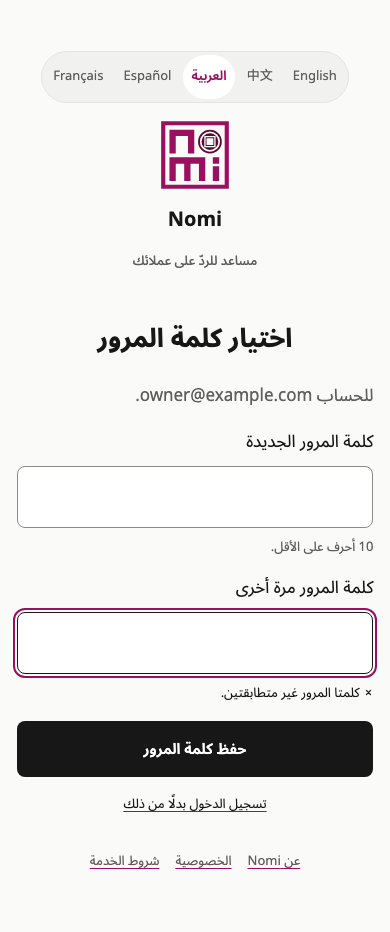 English 中文 العربية Español Français
nomi
Nomi
مساعد للردّ على عملائك
اختيار كلمة المرور
للحساب owner@example.com.
كلمة المرور الجديدة
10 أحرف على الأقل.
كلمة المرور مرة أخرى
× كلمتا المرور غير متطابقتين.
حفظ كلمة المرور
تسجيل الدخول بدلًا من ذلك
عن Nomi الخصوصية شروط الخدمة